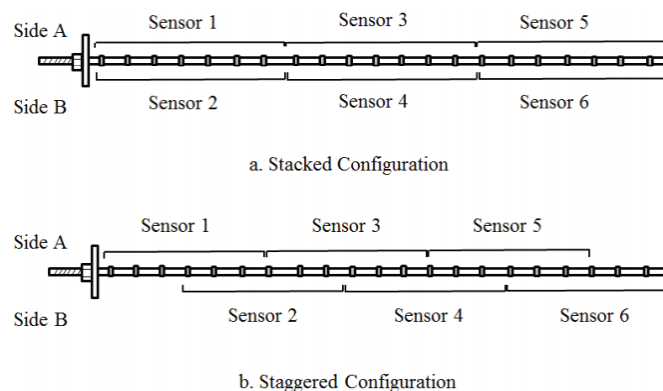 Side A
Sensor 1
Sensor 3
Sensor 5
Side B
Sensor 2
Sensor 4
Sensor 6
a. Stacked Configuration
Side A
Sensor 1
Sensor 3
Sensor 5
Side B
Sensor 2
Sensor 4
Sensor 6
b. Staggered Configuration